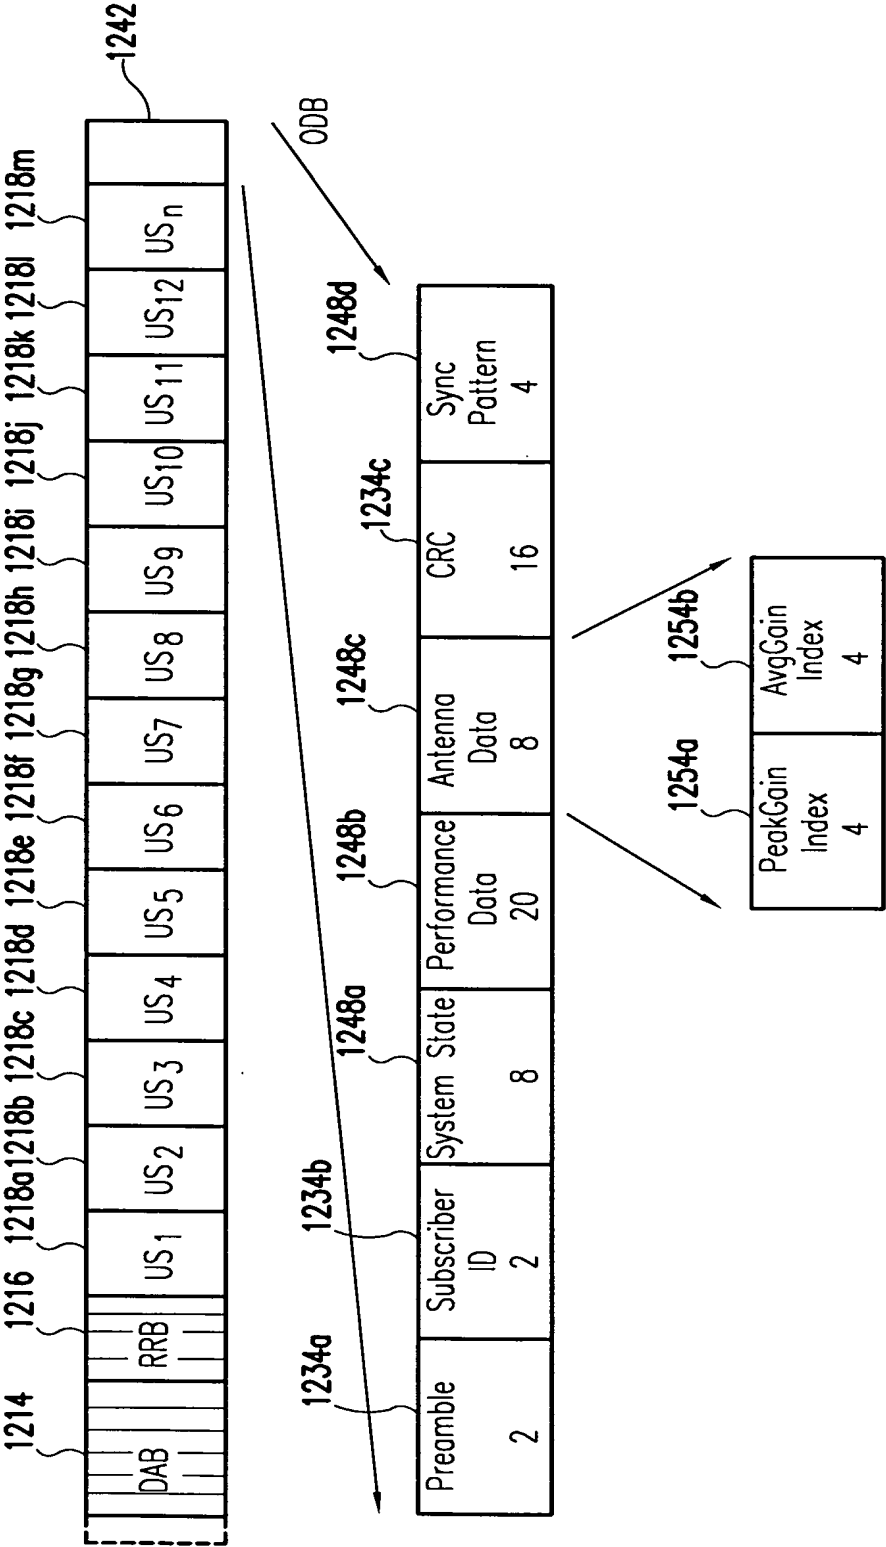 1214
1216
1218a
1218b
1218c
1218d
1218e
1218f
1218g
1218h
1218i
1218j
1218k
1218l
1218m
1242
DAB
RRB
US1
US2
US3
US4
US5
US6
US7
US8
US9
US10
US11
US12
USn
ODB
1234a
1234b
1248a
1248b
1248c
1234c
1248d
Preamble
2
Subscriber
ID
2
System State
8
Performance
Data
20
Antenna
Data
8
CRC
16
Sync
Pattern
4
1254a
1254b
PeakGain
Index
4
AvgGain
Index
4